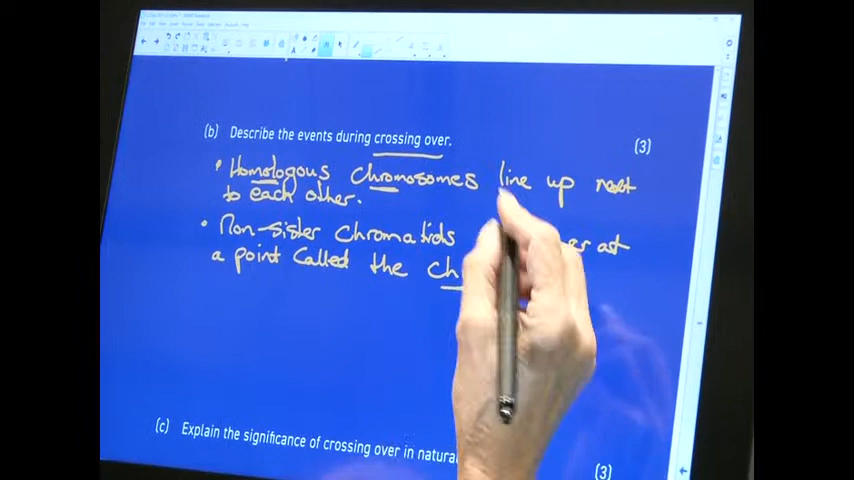 (b) Describe the events during crossing over.
(3)
• Homologous chromosomes line up next
to each other.
• Non-sister chromatids
at
a point called the
(c) Explain the significance of crossing over in
(3)